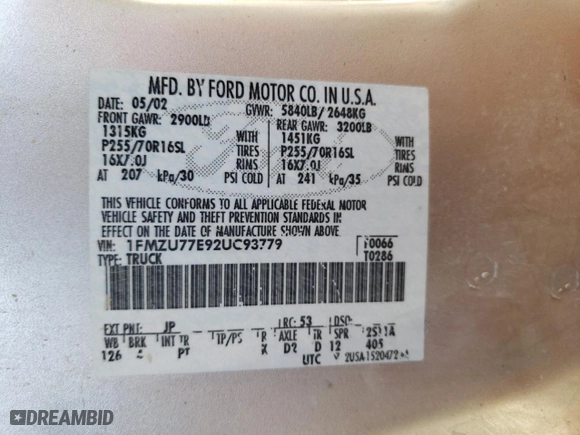 MFD. BY FORD MOTOR CO. IN U.S.A.
DATE: 05/02 GVWR: 5840LB/ 2648KG
FRONT GAWR: 2900LB REAR GAWR: 3200LB
1315KG WITH 1451KG WITH
P255/70R16SL TIRES P255/70R16SL TIRES
16X7.0J RIMS 16X7.0J RIMS
AT 207 kPa/30 PSI COLD AT 241 kPa/35 PSI COLD
THIS VEHICLE CONFORMS TO ALL APPLICABLE FEDERAL MOTOR
VEHICLE SAFETY AND THEFT PREVENTION STANDARDS IN
EFFECT ON THE DATE OF MANUFACTURE SHOWN ABOVE.
VIN: 1FMZU77E92UC93779 F0066
TYPE: TRUCK T0286
EXT PNT: JP RC: 53 DSO:
WB BRK INT TR TP/PS R AXLE TR SPR
126 PT X D2 D 12 405
UTC
DREAMBID